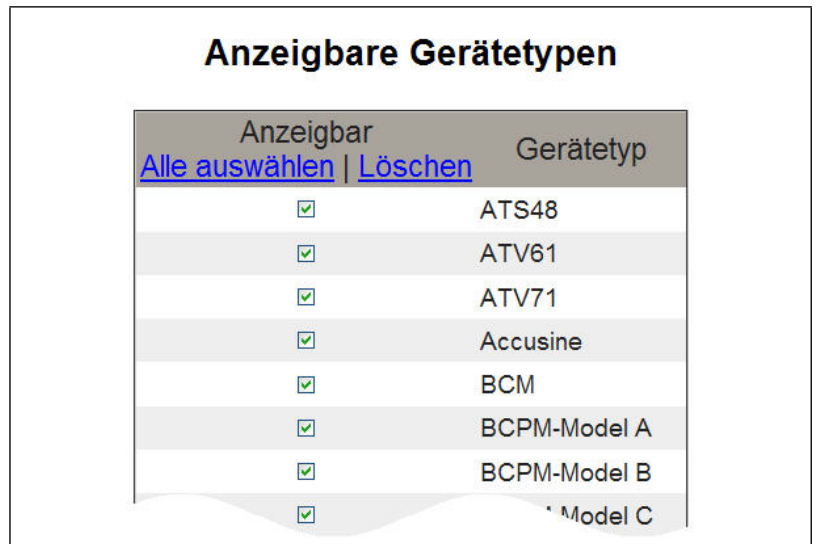 Anzeigbare Gerätetypen
Anzeigbar
Alle auswählen | Löschen
Gerätetyp
ATS48
ATV61
ATV71
Accusine
BCM
BCPM-Model A
BCPM-Model B
Model C